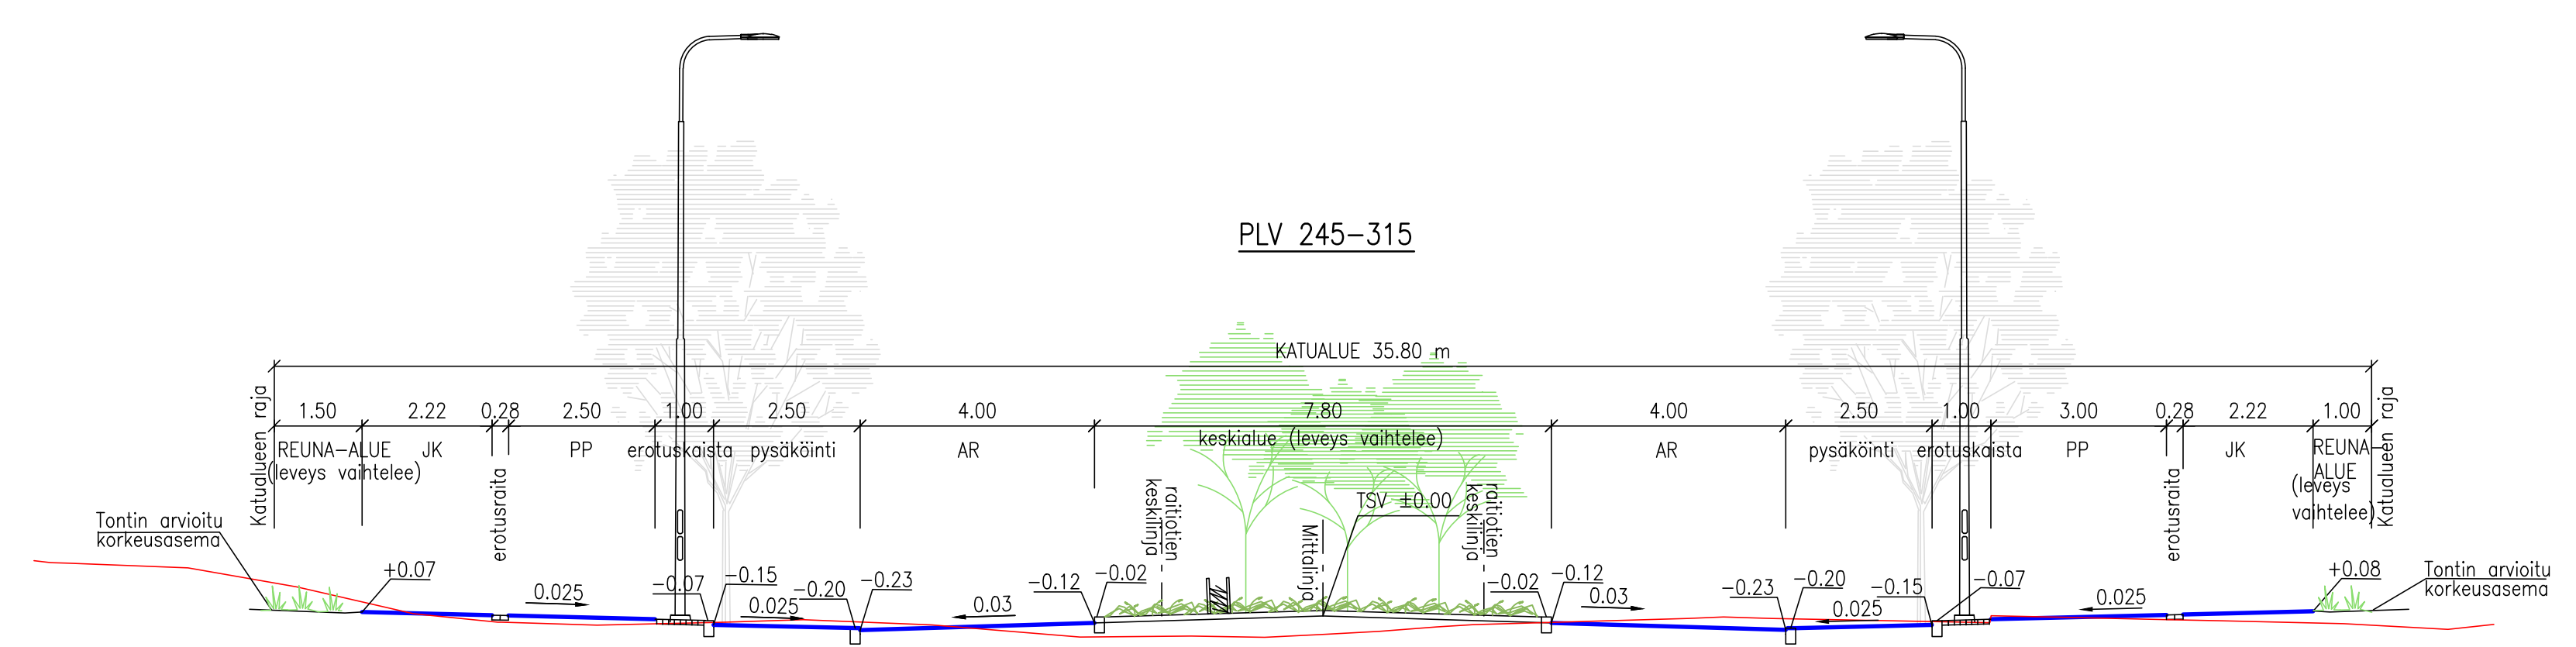 PLV 245-315
KATUALUE 35.80 m
1.50 2.22 0.28 2.50 1.00 2.50 4.00 7.80 4.00 2.50 1.00 3.00 0.28 2.22 1.00
Katualueen raja
REUNA-ALUE
(leveys vaihtelee)
JK
erotusraita
PP
erotuskaista
pysäköinti
AR
keskialue (leveys vaihtelee)
AR
pysäköinti
erotuskaista
PP
erotusraita
JK
REUNA-
ALUE
(leveys
vaihtelee)
Katualueen raja
raitiotien
keskilinja
Mittalinja
TSV ±0.00
raitiotien
keskilinja
Tontin arvioitu
korkeusasema
+0.07
0.025
-0.07
-0.15
0.025
-0.20
-0.23
0.03
-0.12
-0.02
-0.02
-0.12
0.03
-0.23
-0.20
0.025
-0.15
-0.07
0.025
+0.08
Tontin arvioitu
korkeusasema